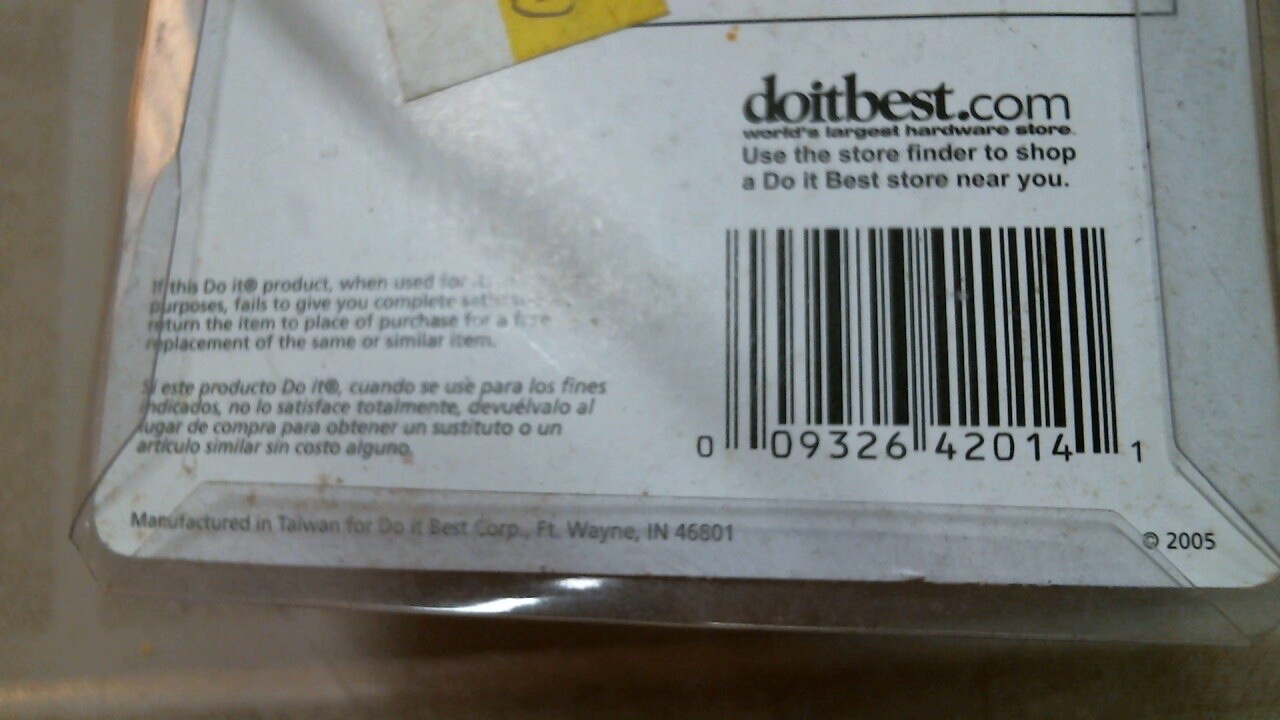 doitbest.com
world's largest hardware store.
Use the store finder to shop
a Do it Best store near you.
If this Do it® product, when used for
purposes, fails to give you complete
return the item to place of purchase for a free
replacement of the same or similar item.
Si este producto Do it®, cuando se use para los fines
indicados, no lo satisface totalmente, devuélvalo al
lugar de compra para obtener un sustituto o un
artículo similar sin costo alguno.
0 09326 42014 1
Manufactured in Taiwan for Do it Best Corp., Ft. Wayne, IN 46801
© 2005